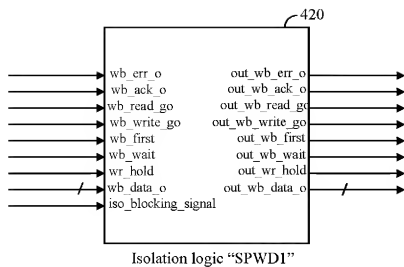 420
wb_err_o out_wb_err_o
wb_ack_o out_wb_ack_o
wb_read_go out_wb_read_go
wb_write_go out_wb_write_go
wb_first out_wb_first
wb_wait out_wb_wait
wr_hold out_wr_hold
wb_data_o out_wb_data_o
iso_blocking_signal
Isolation logic “SPWD1”